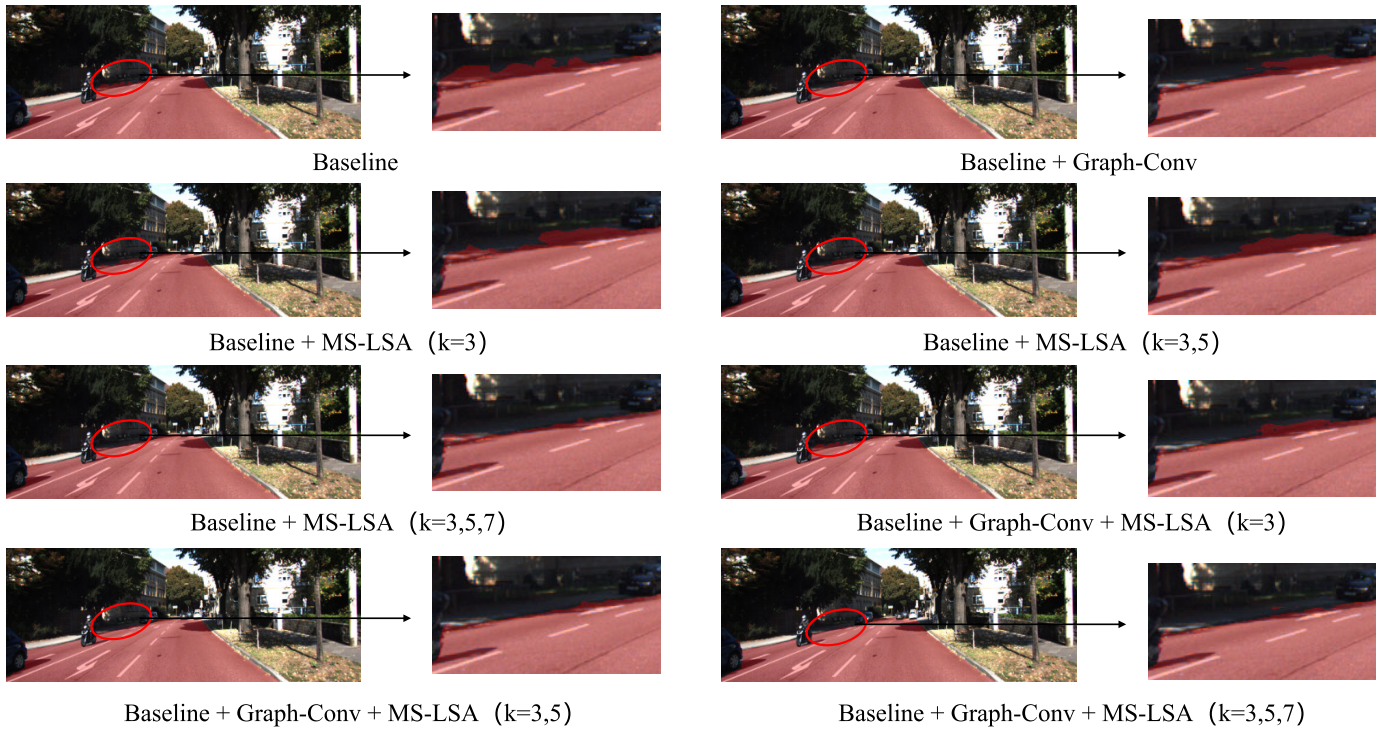 Baseline
Baseline + Graph-Conv
Baseline + MS-LSA（k=3）
Baseline + MS-LSA（k=3,5）
Baseline + MS-LSA（k=3,5,7）
Baseline + Graph-Conv + MS-LSA（k=3）
Baseline + Graph-Conv + MS-LSA（k=3,5）
Baseline + Graph-Conv + MS-LSA（k=3,5,7）